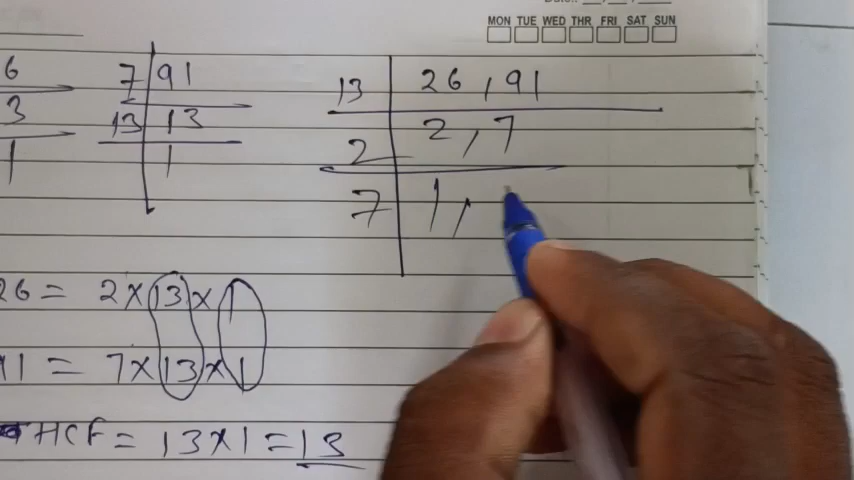 MON TUE WED THR FRI SAT SUN
6
3
1
7 91
13 13
1
13 26, 91
2 2, 7
7 1,
26 = 2 × 13 × 1
91 = 7 × 13 × 1
HCF = 13 × 1 = 13